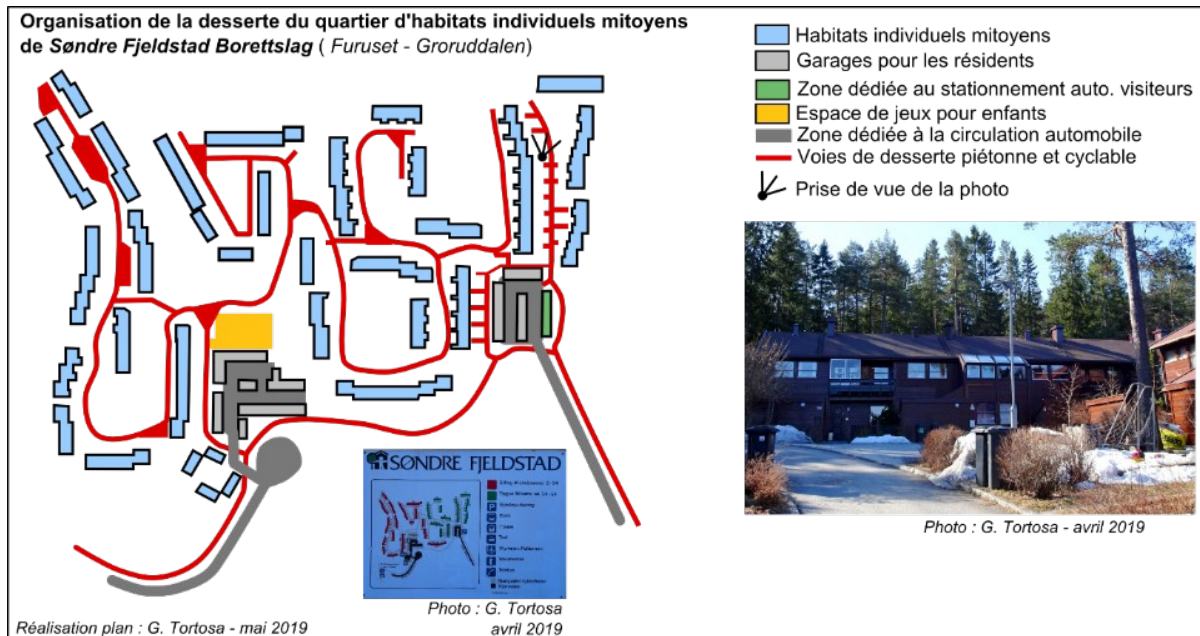 Organisation de la desserte du quartier d'habitats individuels mitoyens
de Søndre Fjeldstad Borettslag ( Furuset - Groruddalen)
Habitats individuels mitoyens
Garages pour les résidents
Zone dédiée au stationnement auto. visiteurs
Espace de jeux pour enfants
Zone dédiée à la circulation automobile
Voies de desserte piétonne et cyclable
Prise de vue de la photo
SØNDRE FJELDSTAD
Photo : G. Tortosa - avril 2019
Photo : G. Tortosa
avril 2019
Réalisation plan : G. Tortosa - mai 2019